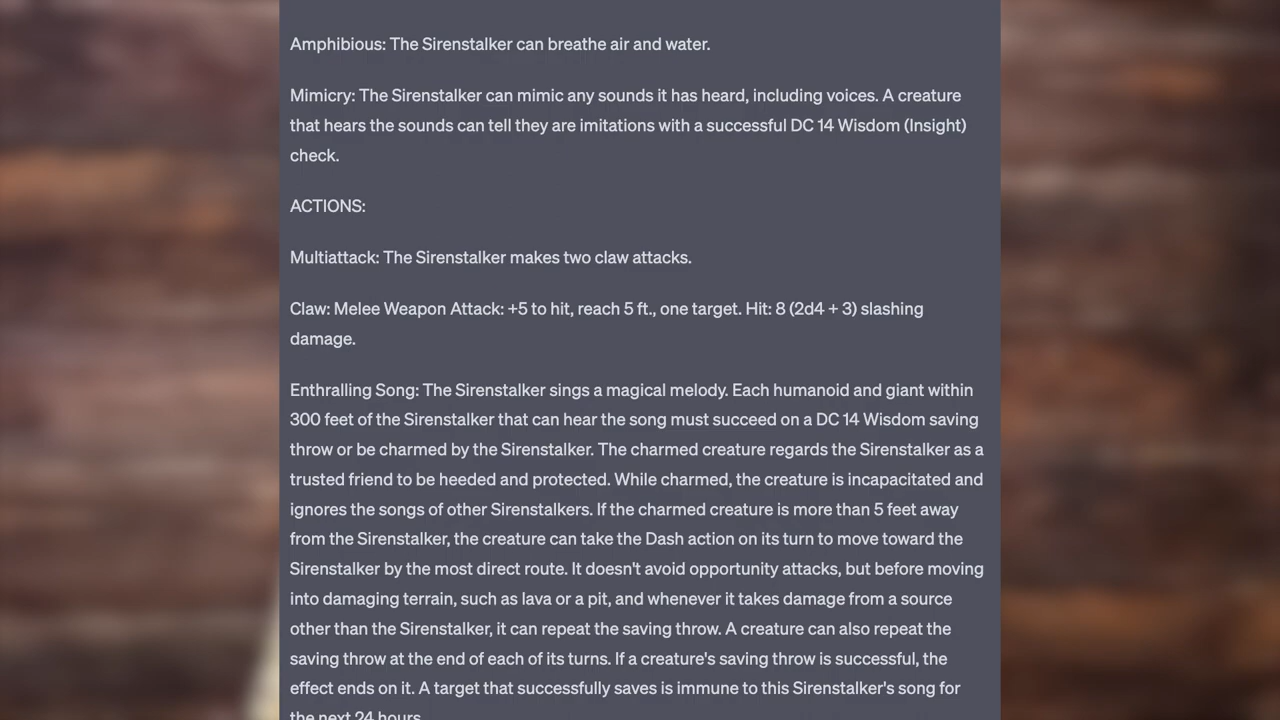 Amphibious: The Sirenstalker can breathe air and water.
Mimicry: The Sirenstalker can mimic any sounds it has heard, including voices. A creature
that hears the sounds can tell they are imitations with a successful DC 14 Wisdom (Insight)
check.
ACTIONS:
Multiattack: The Sirenstalker makes two claw attacks.
Claw: Melee Weapon Attack: +5 to hit, reach 5 ft., one target. Hit: 8 (2d4 + 3) slashing
damage.
Enthralling Song: The Sirenstalker sings a magical melody. Each humanoid and giant within
300 feet of the Sirenstalker that can hear the song must succeed on a DC 14 Wisdom saving
throw or be charmed by the Sirenstalker. The charmed creature regards the Sirenstalker as a
trusted friend to be heeded and protected. While charmed, the creature is incapacitated and
ignores the songs of other Sirenstalkers. If the charmed creature is more than 5 feet away
from the Sirenstalker, the creature can take the Dash action on its turn to move toward the
Sirenstalker by the most direct route. It doesn't avoid opportunity attacks, but before moving
into damaging terrain, such as lava or a pit, and whenever it takes damage from a source
other than the Sirenstalker, it can repeat the saving throw. A creature can also repeat the
saving throw at the end of each of its turns. If a creature's saving throw is successful, the
effect ends on it. A target that successfully saves is immune to this Sirenstalker's song for
the next 24 hours.